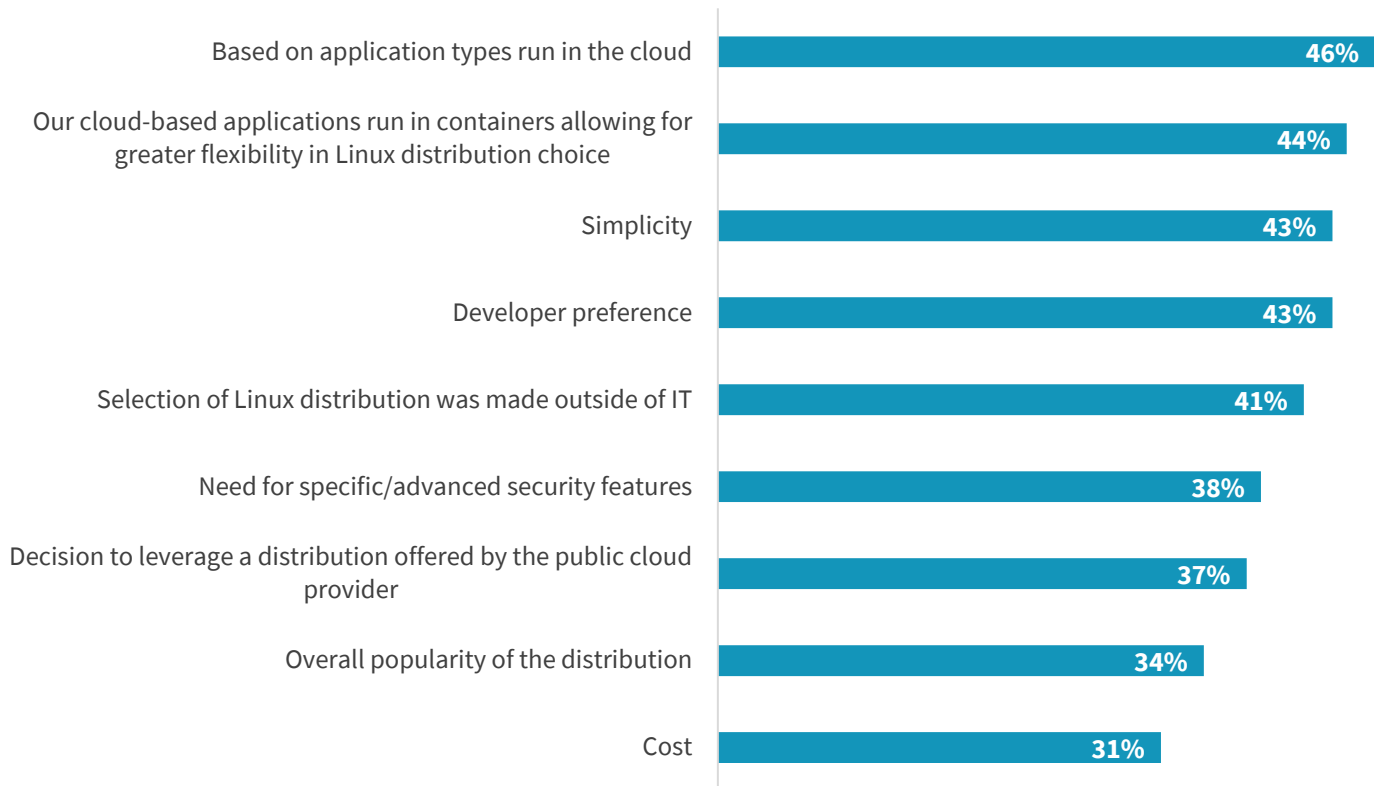 Based on application types run in the cloud
46%
Our cloud-based applications run in containers allowing for
greater flexibility in Linux distribution choice
44%
Simplicity
43%
Developer preference
43%
Selection of Linux distribution was made outside of IT
41%
Need for specific/advanced security features
38%
Decision to leverage a distribution offered by the public cloud
provider
37%
Overall popularity of the distribution
34%
Cost
31%